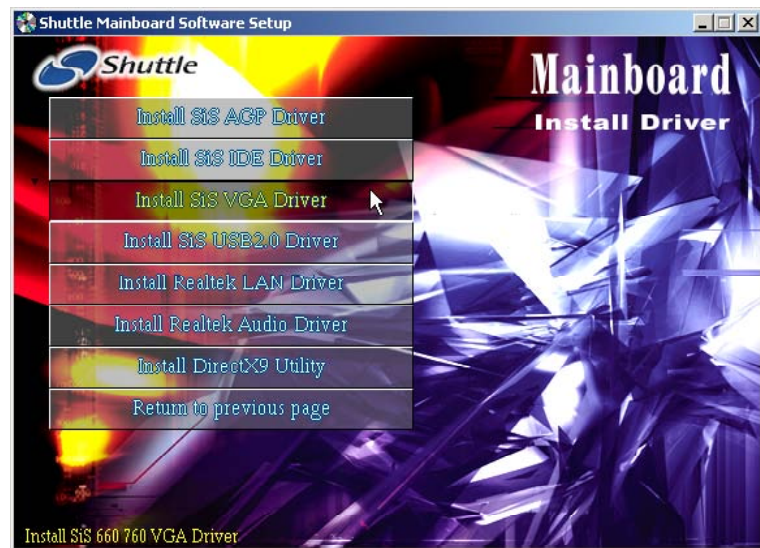 Shuttle Mainboard Software Setup
Shuttle
Mainboard
Install Driver
Install SiS AGP Driver
Install SiS IDE Driver
Install SiS VGA Driver
Install SiS USB2.0 Driver
Install Realtek LAN Driver
Install Realtek Audio Driver
Install DirectX9 Utility
Return to previous page
Install SiS 660 760 VGA Driver